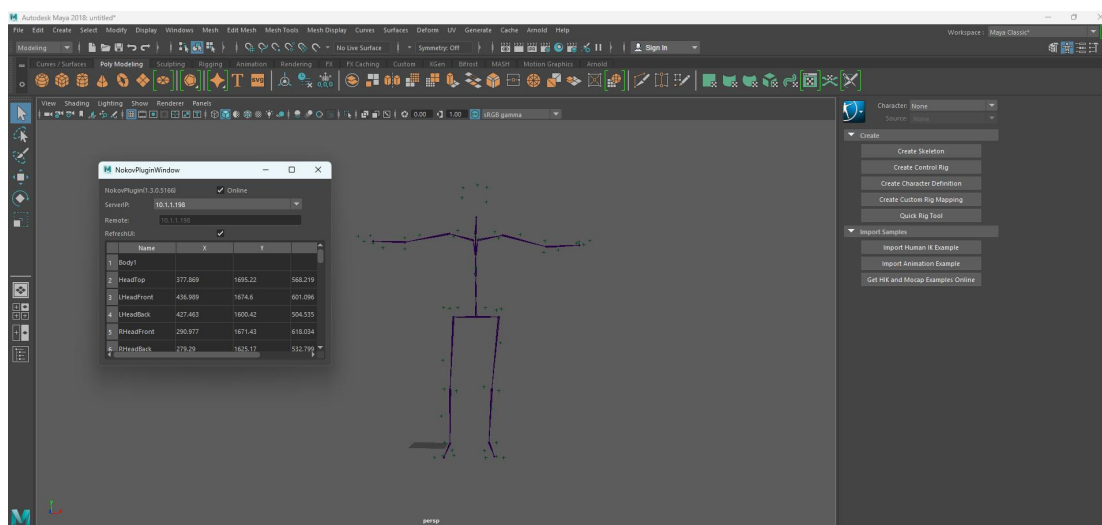 Autodesk Maya 2018: untitled*
File Edit Create Select Modify Display Windows Mesh Edit Mesh Mesh Tools Mesh Display Curves Surfaces Deform UV Generate Cache Arnold Help
Workspace: Maya Classic*
Modeling No Live Surface Symmetry: Off Sign In
Curves / Surfaces Poly Modeling Sculpting Rigging Animation Rendering FX FX Caching Custom XGen Bifrost MASH Motion Graphics Arnold
T SVG
View Shading Lighting Show Renderer Panels
0.00 1.00 sRGB gamma
Character: None
Source: None
Create
Create Skeleton
Create Control Rig
Create Character Definition
Create Custom Rig Mapping
Quick Rig Tool
Import Samples
Import Human IK Example
Import Animation Example
Get HIK and Mocap Examples Online
NokovPluginWindow
NokovPlugin(1.3.0.5166) Online
ServerIP: 10.1.1.198
Remote: 10.1.1.198
RefreshUI:
Name X Y
1 Body1
2 HeadTop 377.869 1695.22 568.219
3 LHeadFront 436.989 1674.6 601.096
4 LHeadBack 427.463 1600.42 504.535
5 RHeadFront 290.977 1671.43 618.034
6 RHeadBack 279.29 1625.17 532.799
persp